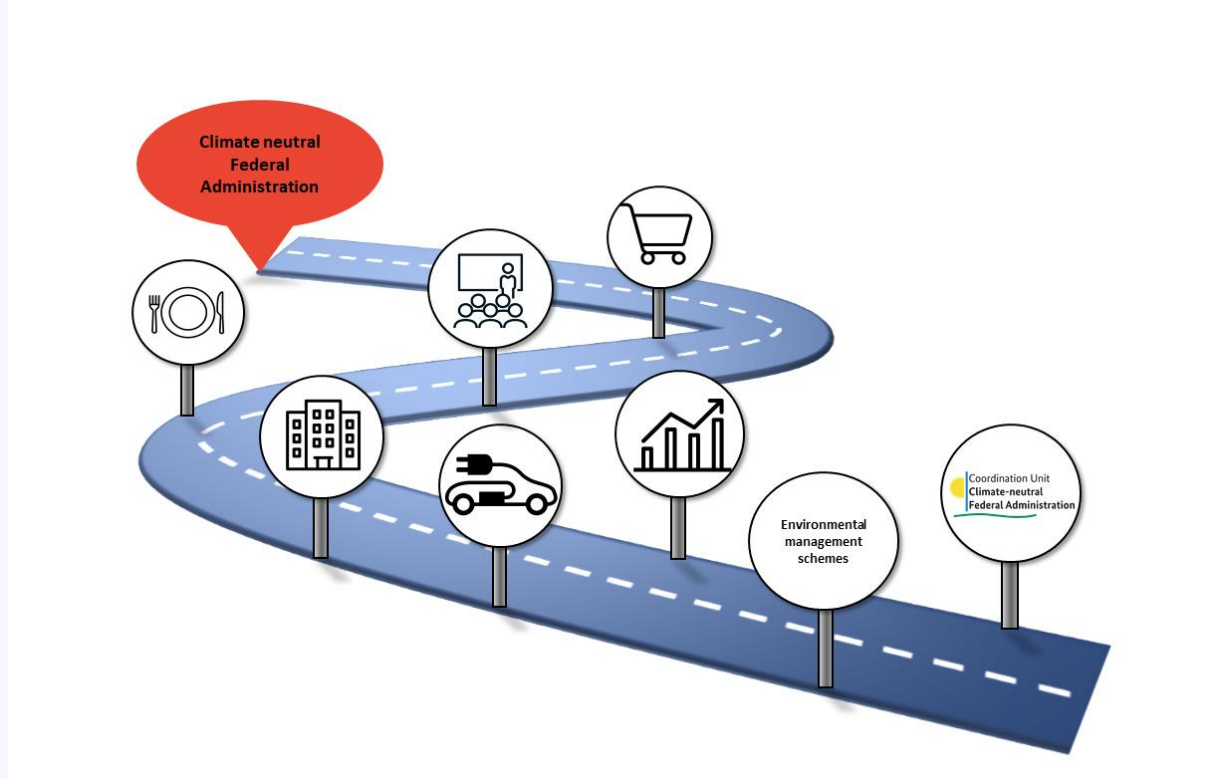 Climate neutral
Federal
Administration
Environmental
management
schemes
Coordination Unit
Climate-neutral
Federal Administration